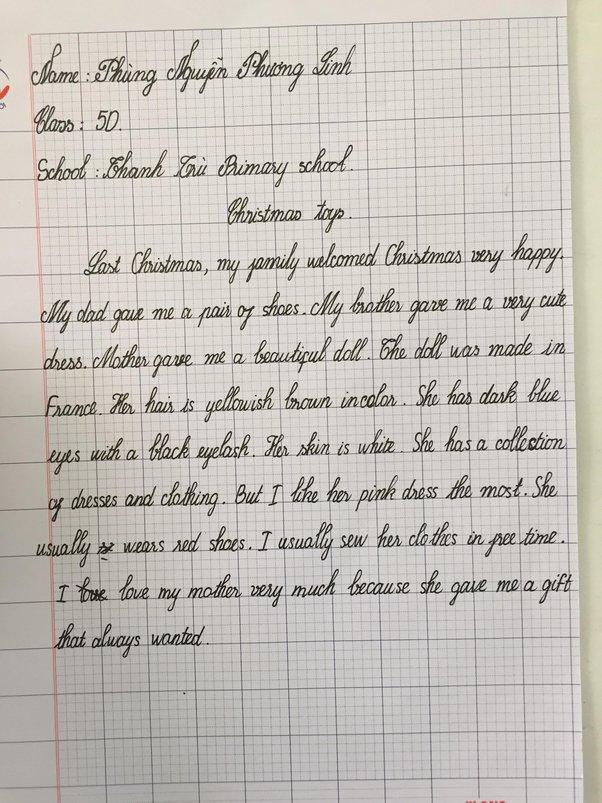 Name : Phùng Nguyễn Phương Linh
Class : 5D.
School : Thanh Trù Primary school.
Christmas toys.
Last Christmas, my family welcomed Christmas very happy.
My dad gave me a pair of shoes. My brother gave me a very cute
dress. Mother gave me a beautiful doll. The doll was made in
France. Her hair is yellowish brown incolor. She has dark blue
eyes with a black eyelash. Her skin is white. She has a collection
of dresses and clothing. But I like her pink dress the most. She
usually wears red shoes. I usually sew her clothes in free time.
I love love my mother very much because she gave me a gift
that always wanted.